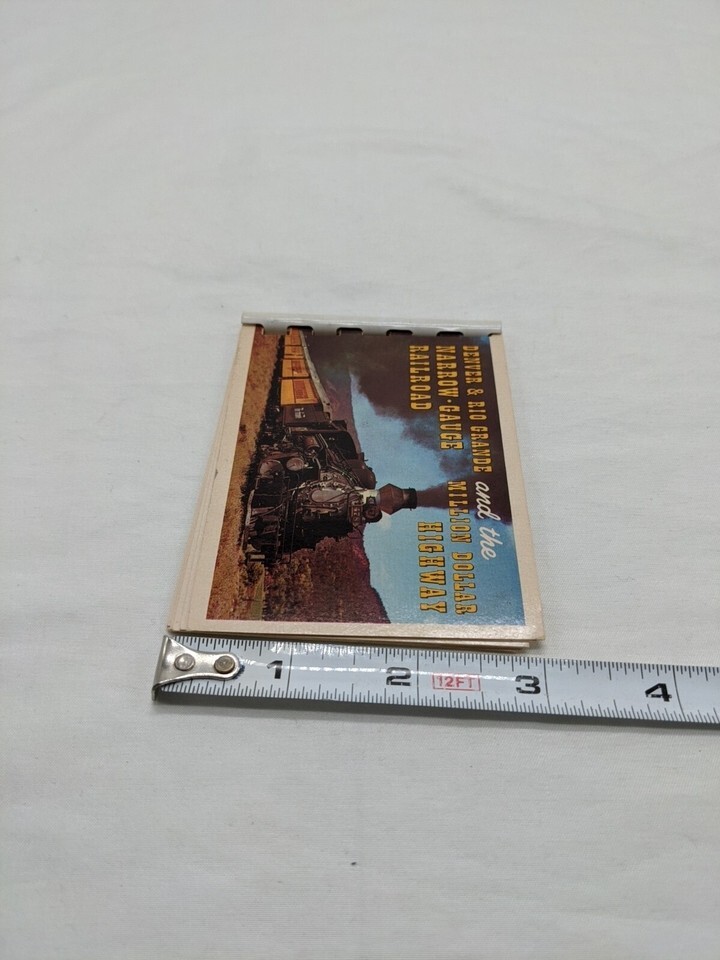 DENVER & RIO GRANDE and the
NARROW-GAUGE MILLION DOLLAR
RAILROAD HIGHWAY
1 2 12FT 3 4